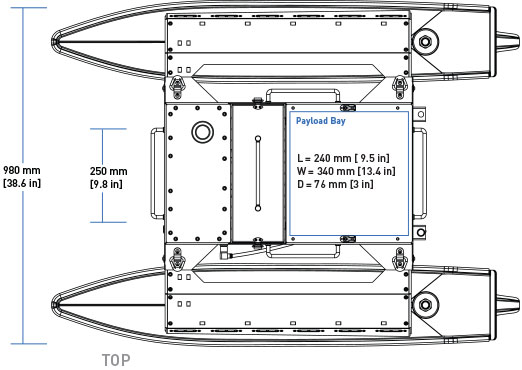 Payload Bay
L = 240 mm [ 9.5 in]
W = 340 mm [13.4 in]
D = 76 mm [3 in]
980 mm
[38.6 in]
250 mm
[9.8 in]
TOP